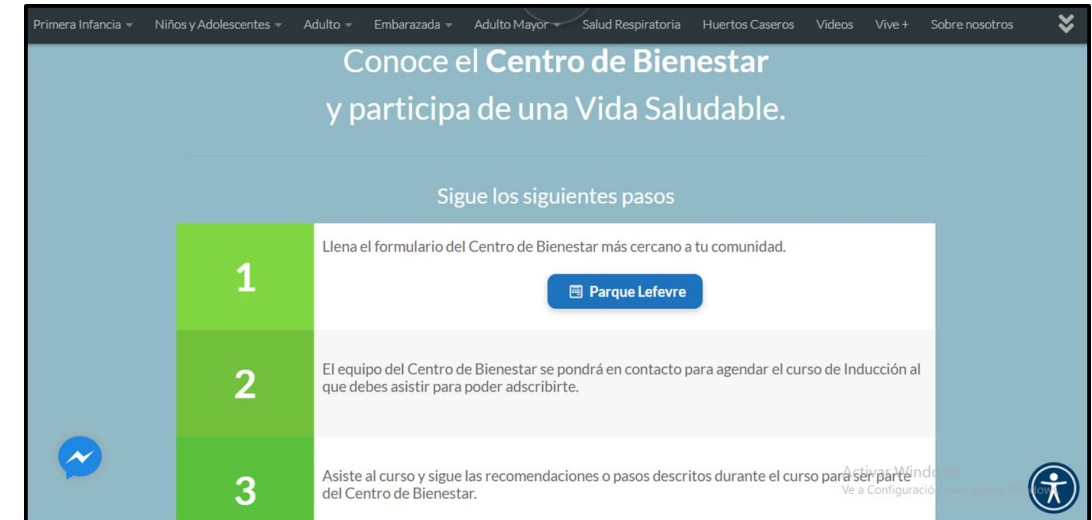 Primera Infancia Niños y Adolescentes Adulto Embarazada Adulto Mayor Salud Respiratoria Huertos Caseros Videos Vive + Sobre nosotros
Conoce el Centro de Bienestar
y participa de una Vida Saludable.
Sigue los siguientes pasos
1
Llena el formulario del Centro de Bienestar más cercano a tu comunidad.
Parque Lefevre
2
El equipo del Centro de Bienestar se pondrá en contacto para agendar el curso de Inducción al
que debes asistir para poder adscribirte.
3
Asiste al curso y sigue las recomendaciones o pasos descritos durante el curso para ser parte
del Centro de Bienestar.
Activar Windows
Ve a Configuración